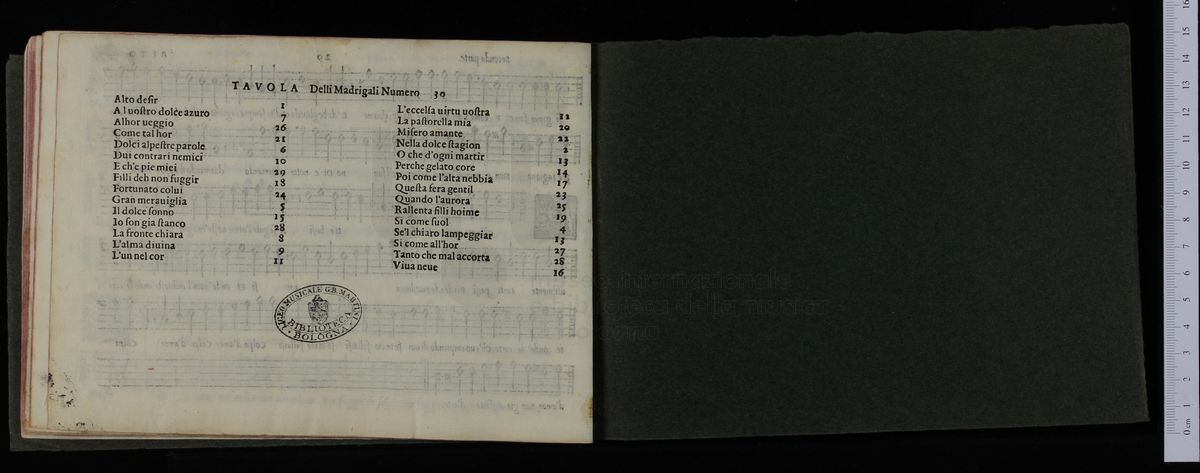 TAVOLA Delli Madrigali Numero 30
Alto deſir 1
Al uoſtro dolce azuro 7
Alhor ueggio 26
Come tal hor 21
Dolci alpeſtre parole 6
Dui contrari nemici 10
E ch'e pie miei 29
Filli deh non fuggir 18
Fortunato colui 24
Gran merauiglia 5
Il dolce ſonno 15
Io ſon gia ſtanco 28
La fronte chiara 8
L'alma diuina 9
L'un nel cor 11
L'eccelſa uirtu uoſtra 12
La paſtorella mia 20
Miſero amante 22
Nella dolce ſtagion 2
O che d'ogni martir 13
Perche gelato core 14
Poi come l'alta nebbia 17
Queſta ſera gentil 23
Quando l'aurora 25
Rallenta filli hoime 19
Si come ſuol 4
Se'l chiaro lampeggiar 13
Si come all'hor 27
Tanto che mal accorta 28
Viua neue 16
LICEO MUSICALE G.B. MARTINI
BIBLIOTECA
BOLOGNA